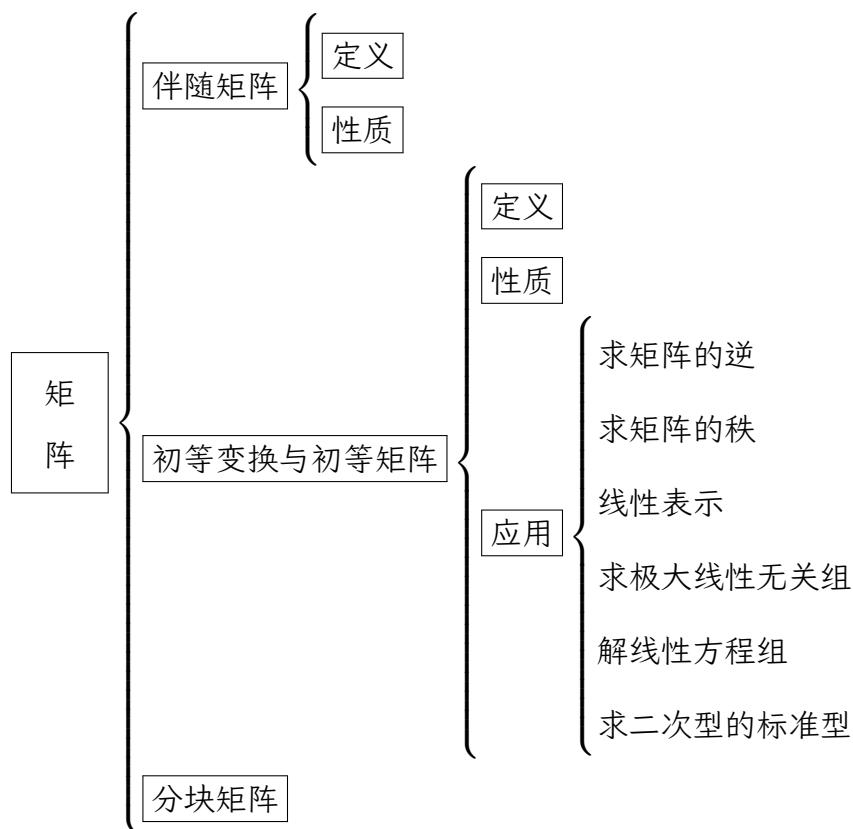 矩
阵
伴随矩阵
定义
性质
初等变换与初等矩阵
定义
性质
应用
求矩阵的逆
求矩阵的秩
线性表示
求极大线性无关组
解线性方程组
求二次型的标准型
分块矩阵